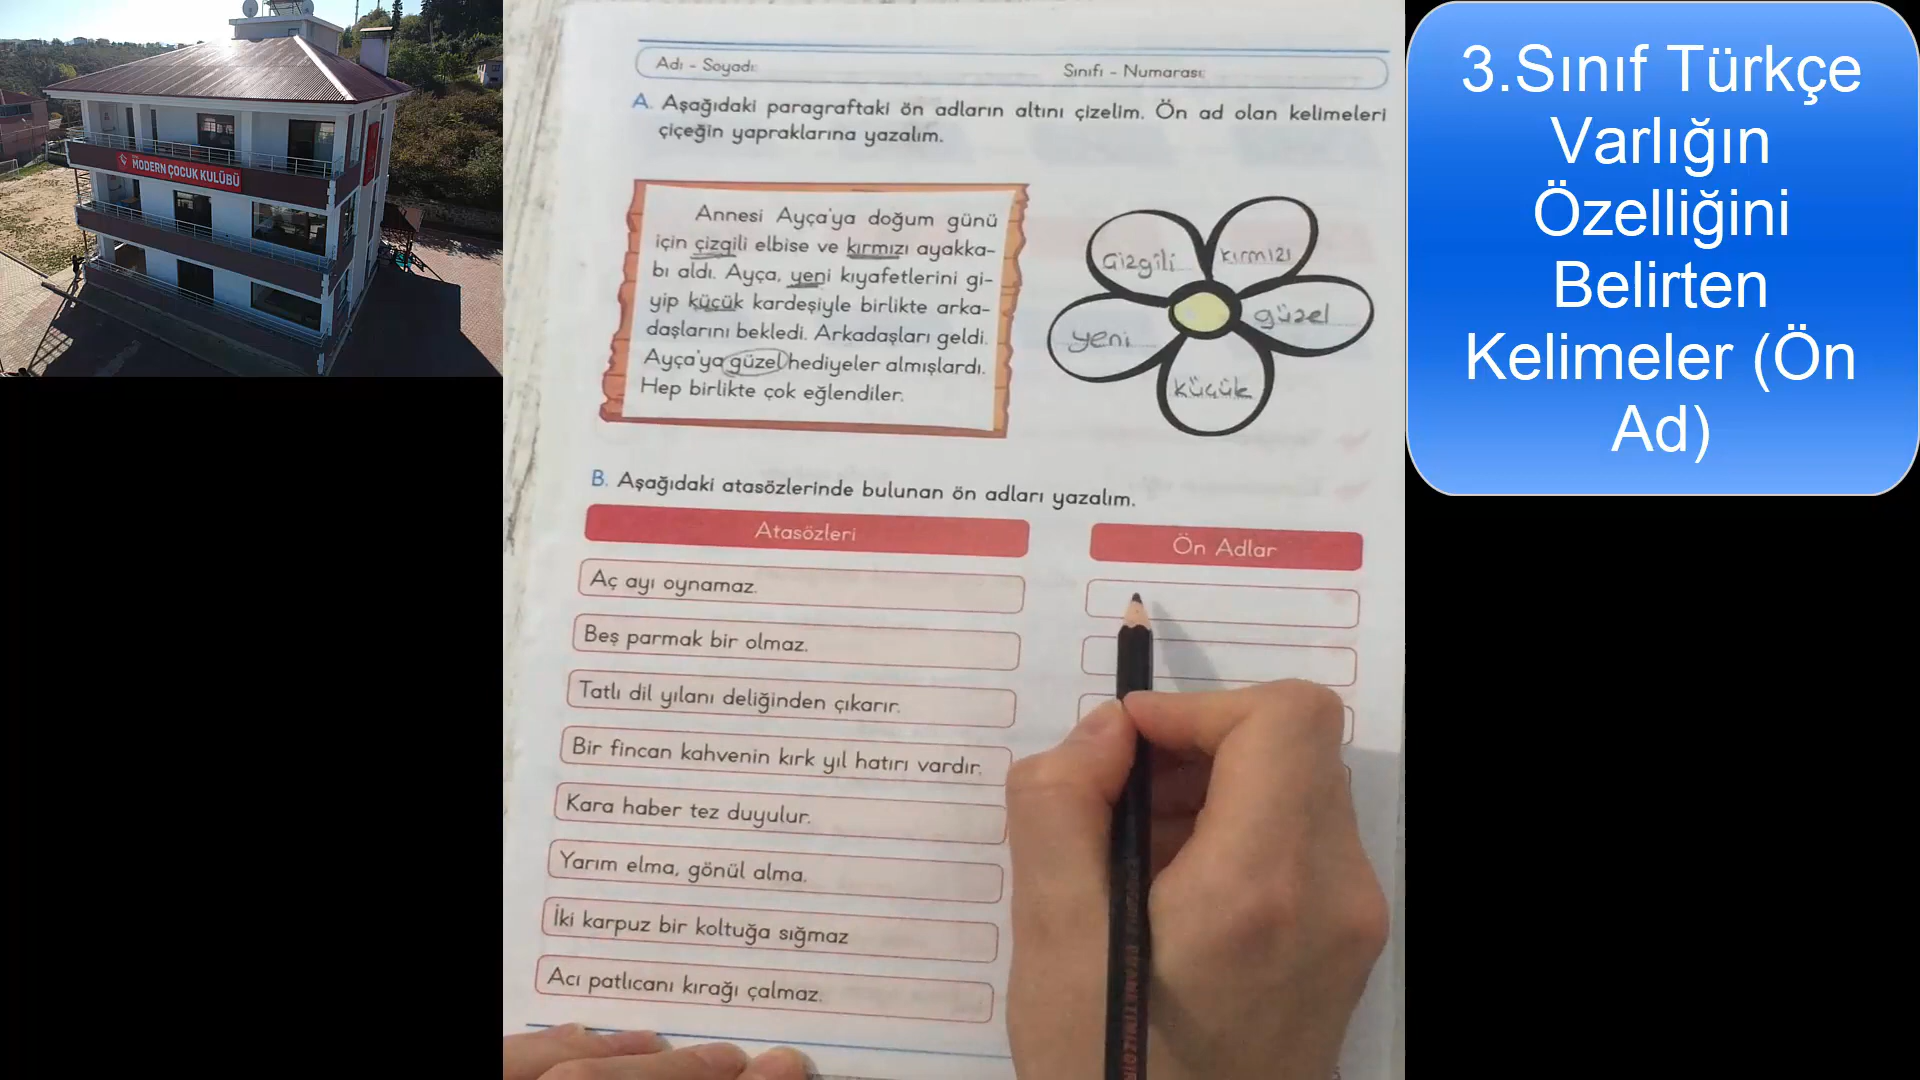 MODERN ÇOCUK KULÜBÜ
3.Sınıf Türkçe
Varlığın
Özelliğini
Belirten
Kelimeler (Ön
Ad)
Adı - Soyadı:
Sınıfı - Numarası:
A. Aşağıdaki paragraftaki ön adların altını çizelim. Ön ad olan kelimeleri
çiçeğin yapraklarına yazalım.
Annesi Ayça'ya doğum günü
için çizgili elbise ve kırmızı ayakka-
bı aldı. Ayça, yeni kıyafetlerini gi-
yip küçük kardeşiyle birlikte arka-
daşlarını bekledi. Arkadaşları geldi.
Ayça'ya güzel hediyeler almışlardı.
Hep birlikte çok eğlendiler.
Çizgili
kırmızı
güzel
yeni
küçük
B. Aşağıdaki atasözlerinde bulunan ön adları yazalım.
Atasözleri
Ön Adlar
Aç ayı oynamaz.
Beş parmak bir olmaz.
Tatlı dil yılanı deliğinden çıkarır.
Bir fincan kahvenin kırk yıl hatırı vardır.
Kara haber tez duyulur.
Yarım elma, gönül alma.
İki karpuz bir koltuğa sığmaz
Acı patlıcanı kırağı çalmaz.